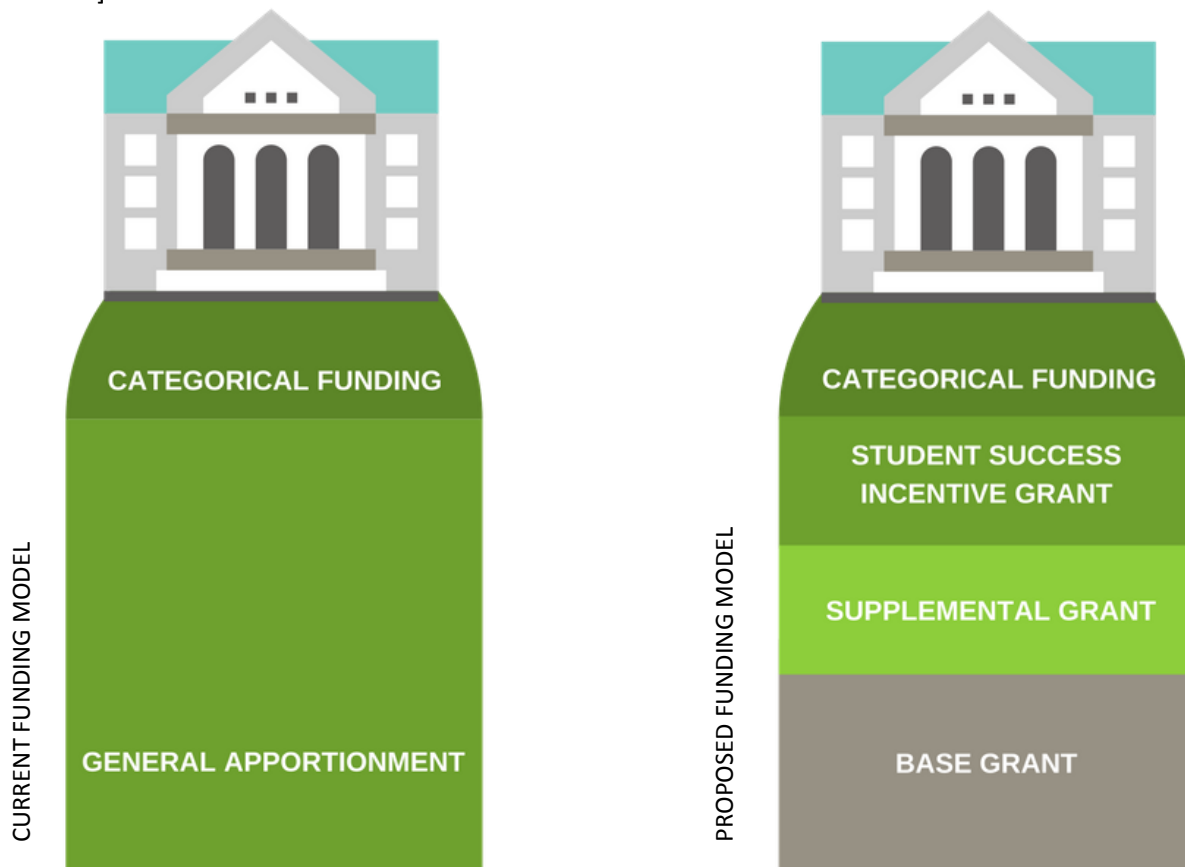 CURRENT FUNDING MODEL
CATEGORICAL FUNDING
GENERAL APPORTIONMENT
PROPOSED FUNDING MODEL
CATEGORICAL FUNDING
STUDENT SUCCESS
INCENTIVE GRANT
SUPPLEMENTAL GRANT
BASE GRANT